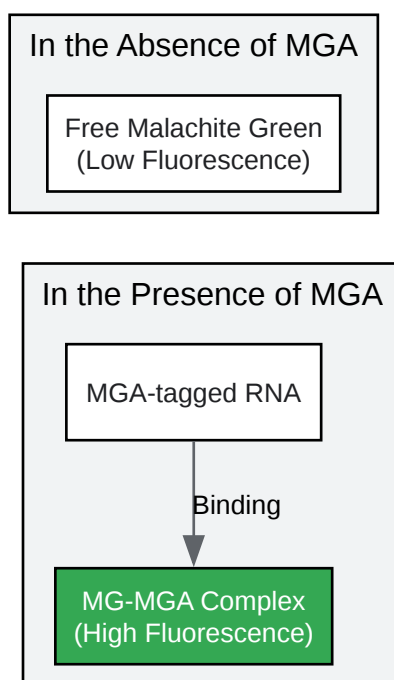 In the Absence of MGA
Free Malachite Green
(Low Fluorescence)
In the Presence of MGA
MGA-tagged RNA
Binding
MG-MGA Complex
(High Fluorescence)